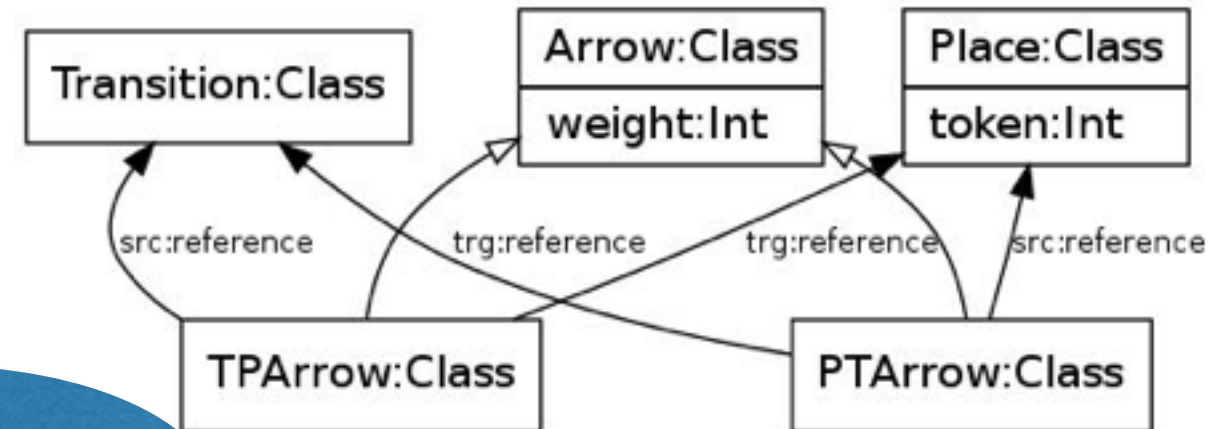 Transition:Class
Arrow:Class
weight:Int
Place:Class
token:Int
src:reference
trg:reference
trg:reference
src:reference
TPArrow:Class
PTArrow:Class